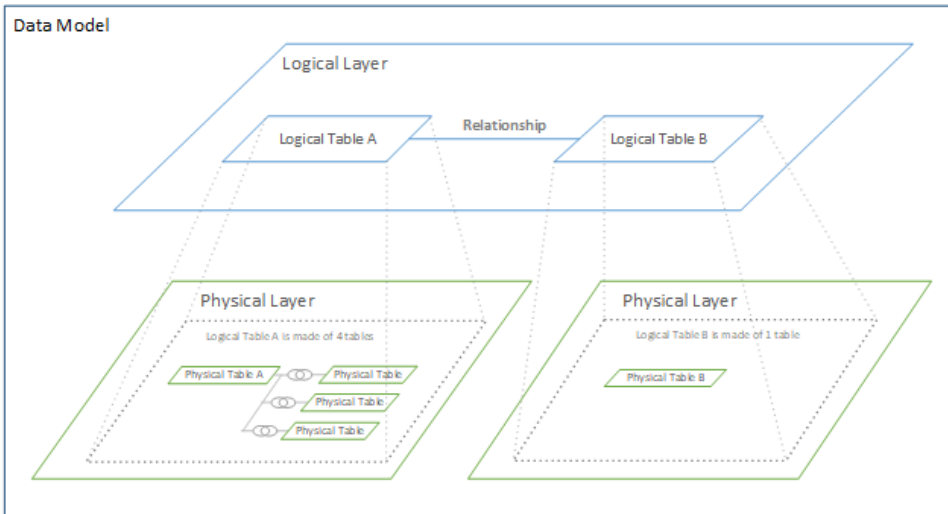 Data Model
Logical Layer
Logical Table A
Relationship
Logical Table B
Physical Layer
Logical Table A is made of 4 tables
Physical Table A
Physical Table
Physical Table
Physical Table
Physical Layer
Logical Table B is made of 1 table
Physical Table B